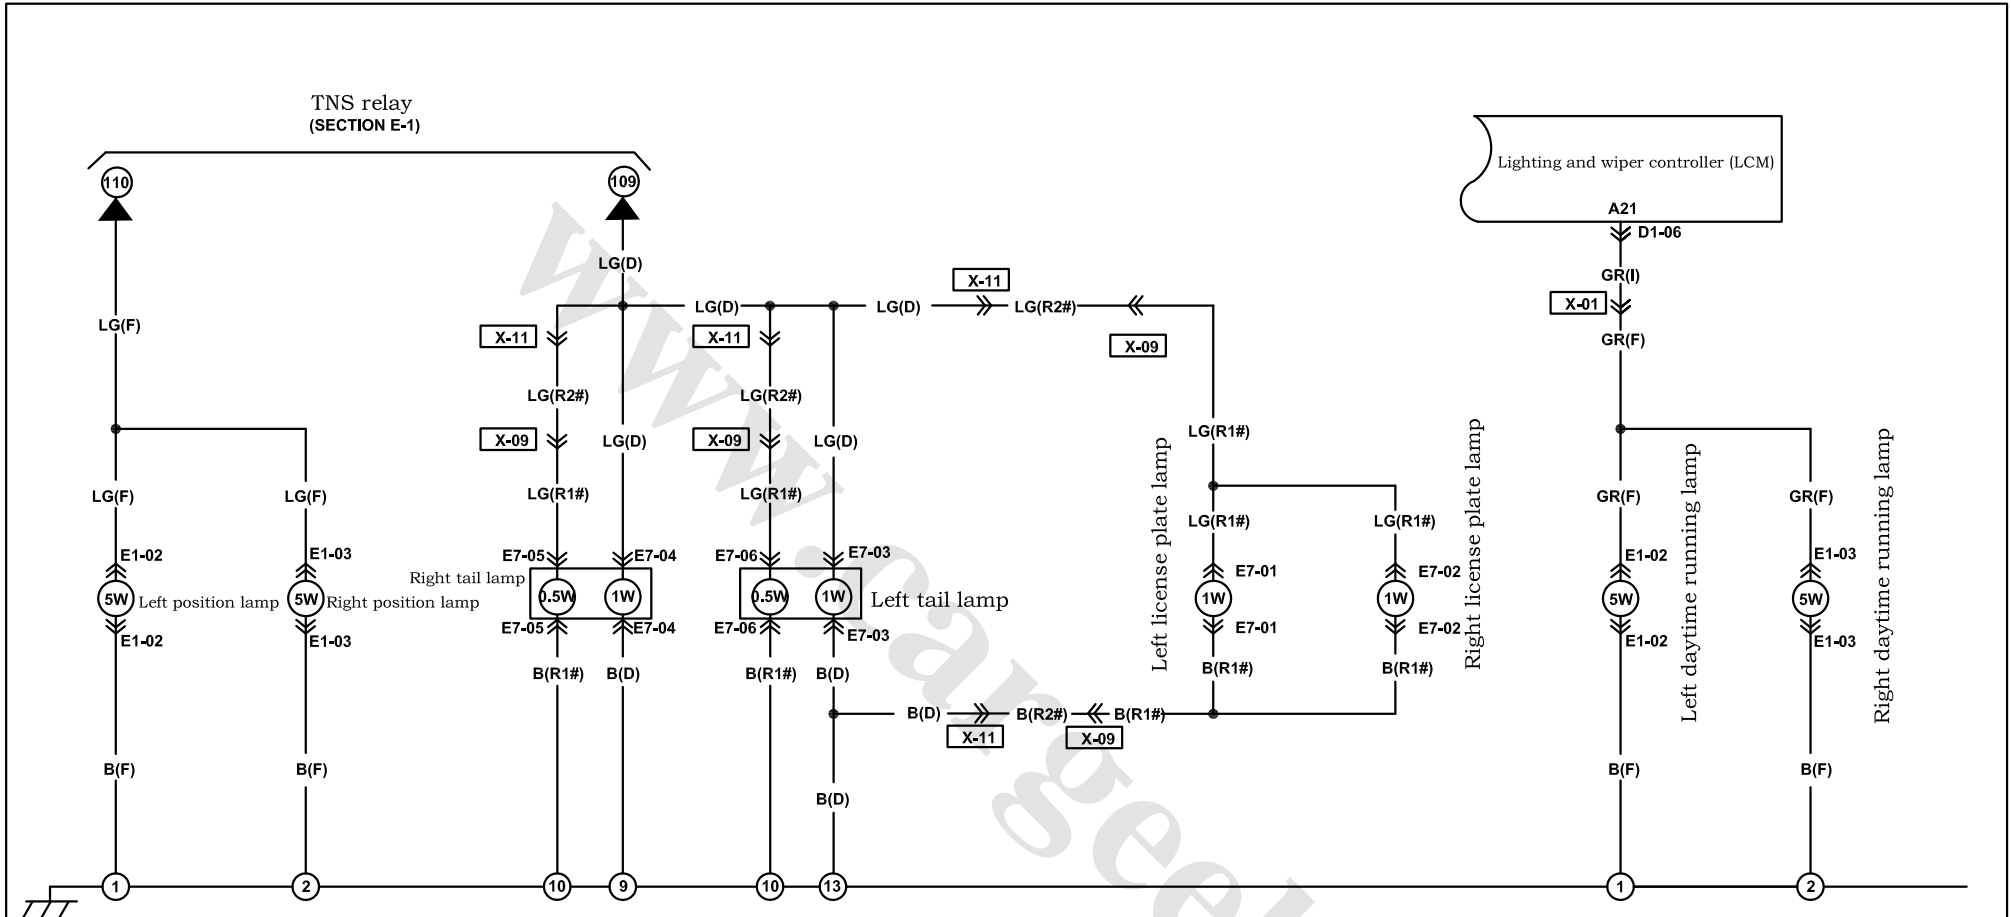 TNS relay
(SECTION E-1)
110
109
Lighting and wiper controller (LCM)
A21
D1-06
LG(D)
GR(I)
X-11
X-01
LG(D)
LG(D)
LG(R2#)
LG(F)
X-11
X-11
X-09
GR(F)
LG(R2#)
LG(R2#)
X-09
LG(D)
X-09
LG(D)
LG(R1#)
LG(F)
LG(F)
LG(R1#)
LG(R1#)
LG(R1#)
LG(R1#)
GR(F)
GR(F)
Left license plate lamp
Right license plate lamp
Left daytime running lamp
Right daytime running lamp
E1-02
E1-03
E7-05
E7-04
E7-06
E7-03
E7-01
E7-02
E1-02
E1-03
5W
Left position lamp
5W
Right position lamp
Right tail lamp
0.5W
1W
0.5W
1W
Left tail lamp
1W
1W
5W
5W
E1-02
E1-03
E7-05
E7-04
E7-06
E7-03
E7-01
E7-02
E1-02
E1-03
B(R1#)
B(D)
B(R1#)
B(D)
B(R1#)
B(R1#)
B(D)
B(R2#)
B(R1#)
X-11
X-09
B(F)
B(F)
B(D)
B(F)
B(F)
1
2
10
9
10
13
1
2